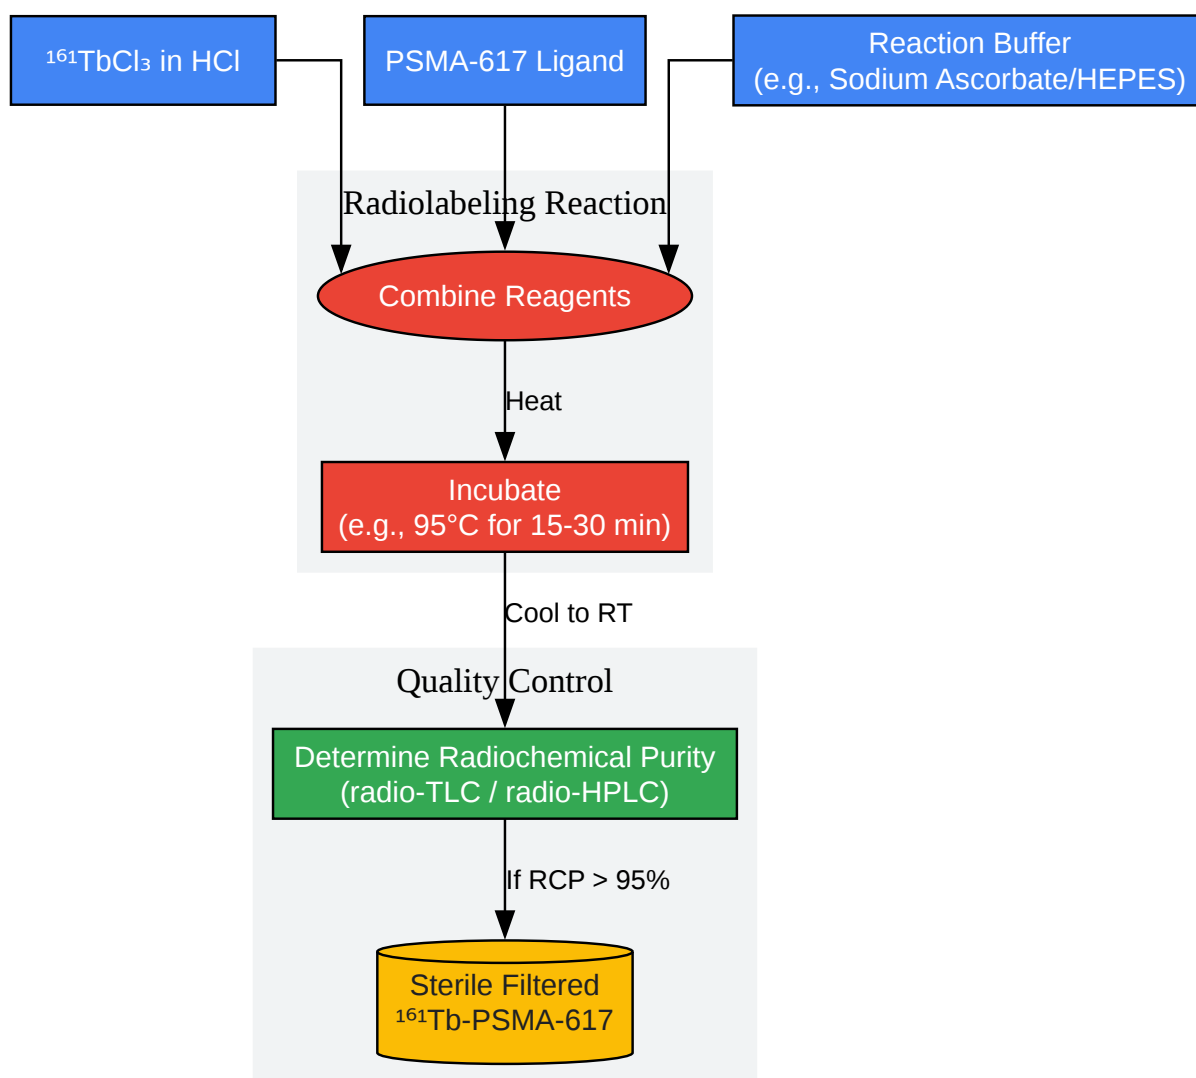 ¹⁶¹TbCl₃ in HCl
PSMA-617 Ligand
Reaction Buffer
(e.g., Sodium Ascorbate/HEPES)
Radiolabeling Reaction
Combine Reagents
Heat
Incubate
(e.g., 95°C for 15-30 min)
Cool to RT
Quality Control
Determine Radiochemical Purity
(radio-TLC / radio-HPLC)
If RCP > 95%
Sterile Filtered
¹⁶¹Tb-PSMA-617